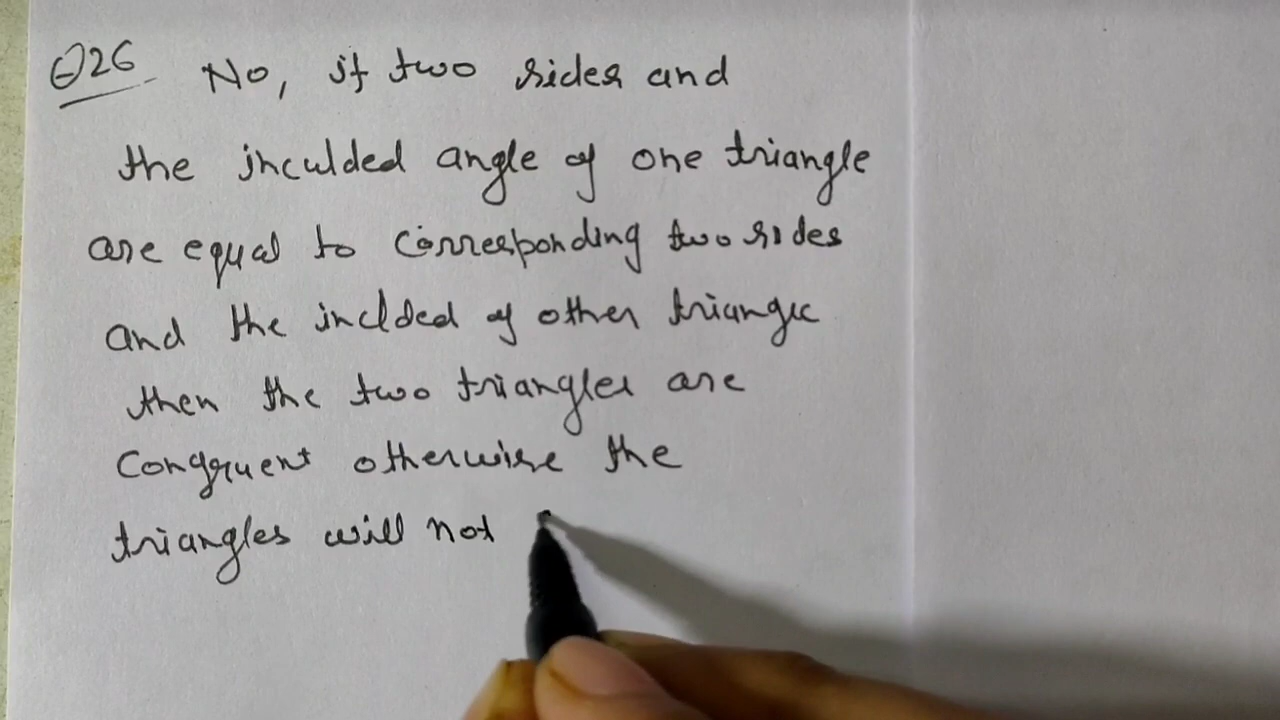 Q26 No, if two sides and
the inculded angle of one triangle
are equal to corresponding two sides
and the inclded of other triangle
then the two triangles are
congruent otherwise the
triangles will not